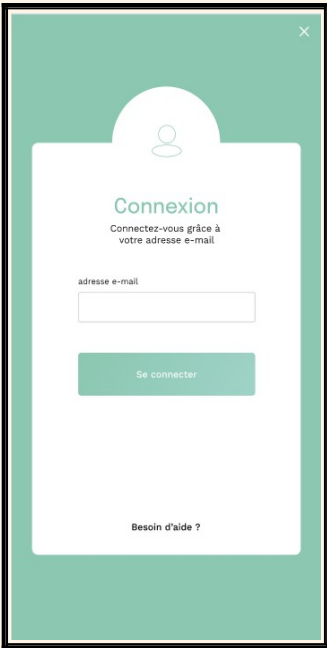 Connexion
Connectez-vous grâce à
votre adresse e-mail
adresse e-mail
Se connecter
Besoin d'aide ?